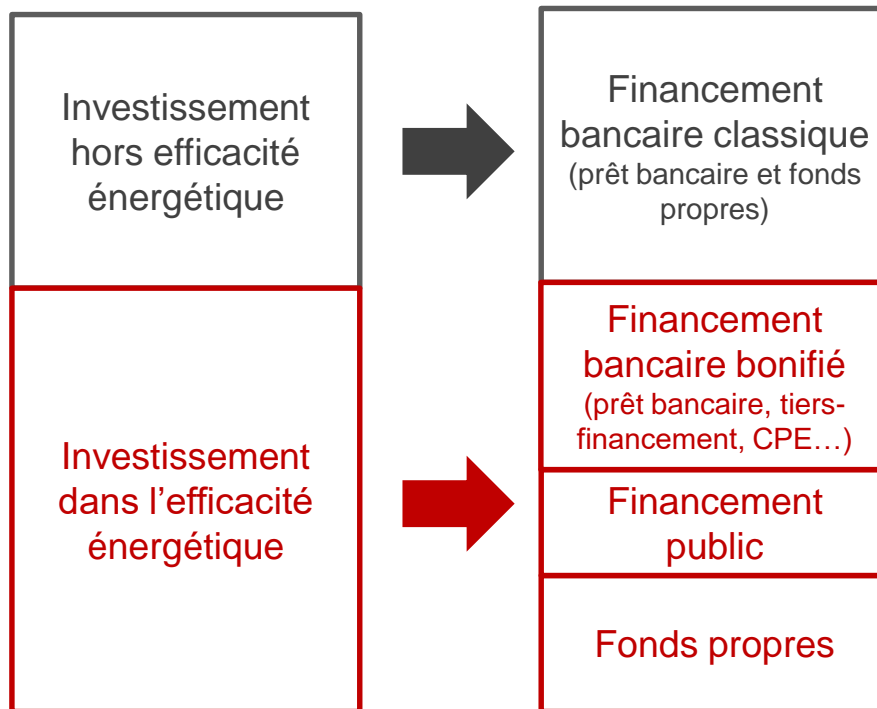 Investissement
hors efficacité
énergétique
Financement
bancaire classique
(prêt bancaire et fonds
propres)
Investissement
dans l’efficacité
énergétique
Financement
bancaire bonifié
(prêt bancaire, tiers-
financement, CPE…)
Financement
public
Fonds propres